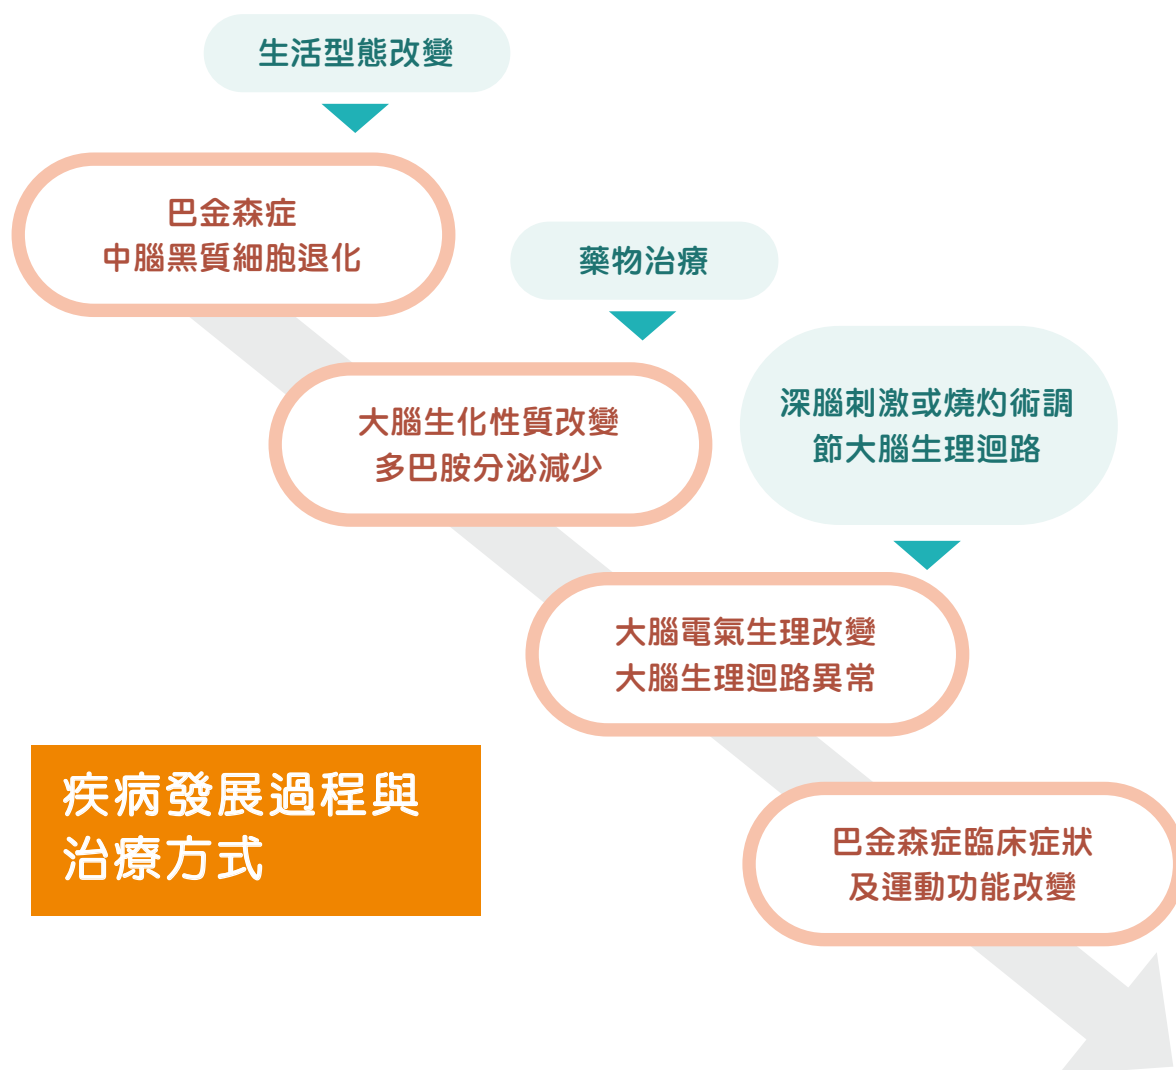 生活型態改變
巴金森症
中腦黑質細胞退化
藥物治療
大腦生化性質改變
多巴胺分泌減少
深腦刺激或燒灼術調
節大腦生理迴路
大腦電氣生理改變
大腦生理迴路異常
疾病發展過程與
治療方式
巴金森症臨床症狀
及運動功能改變